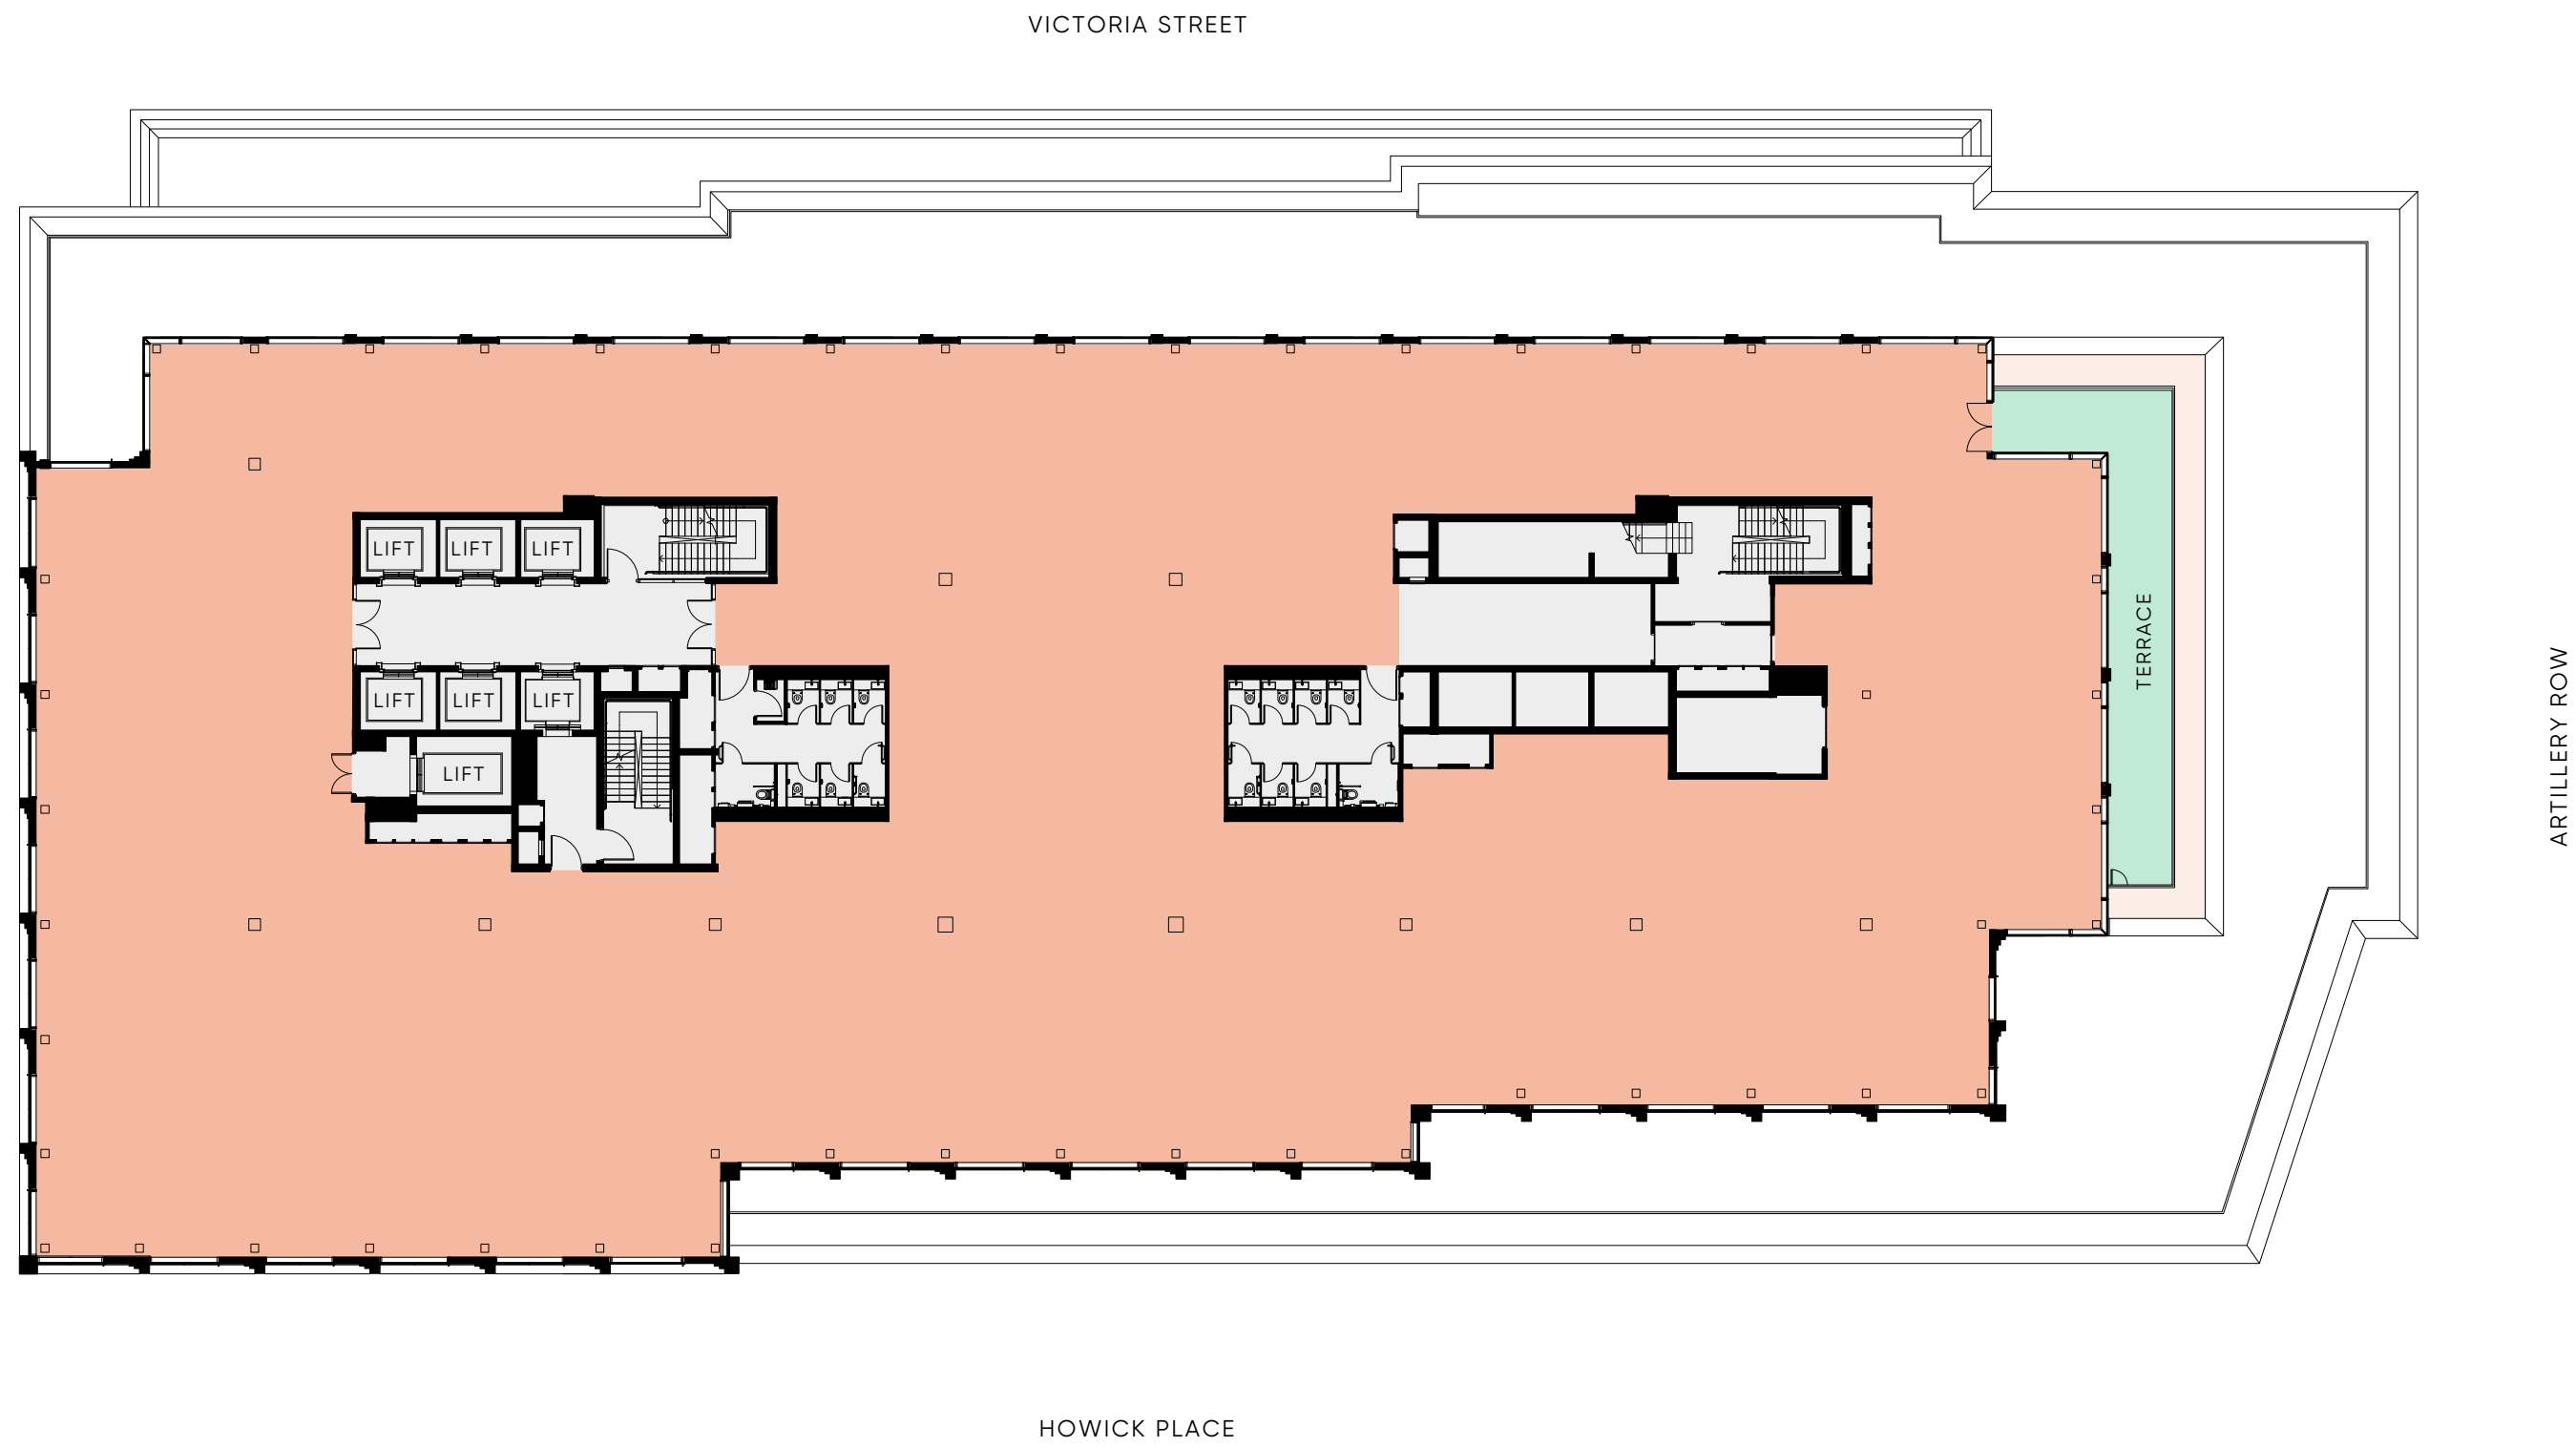 VICTORIA STREET
LIFT
LIFT
LIFT
LIFT
LIFT
LIFT
LIFT
TERRACE
ARTILLERY ROW
HOWICK PLACE